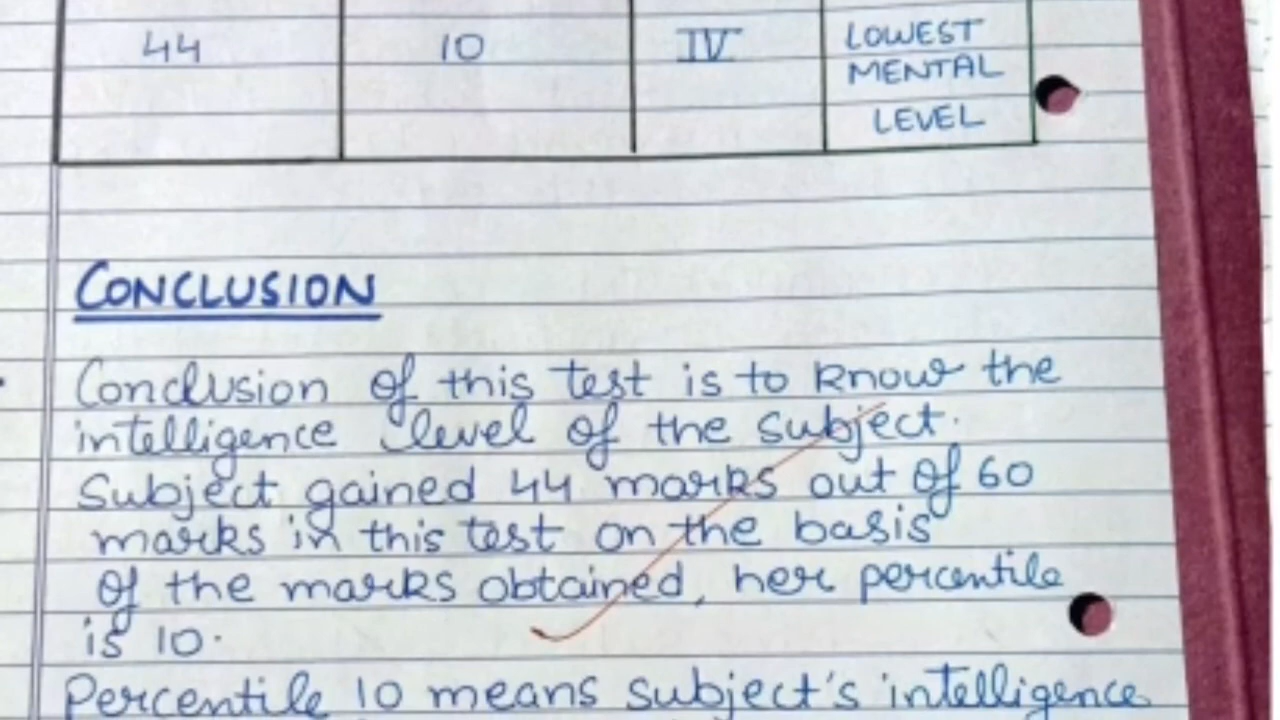 44 10 IV LOWEST
MENTAL
LEVEL
CONCLUSION
Conclusion of this test is to know the
intelligence level of the subject.
Subject gained 44 marks out of 60
marks in this test on the basis
of the marks obtained, her percentile
is 10.
Percentile 10 means subject's intelligence